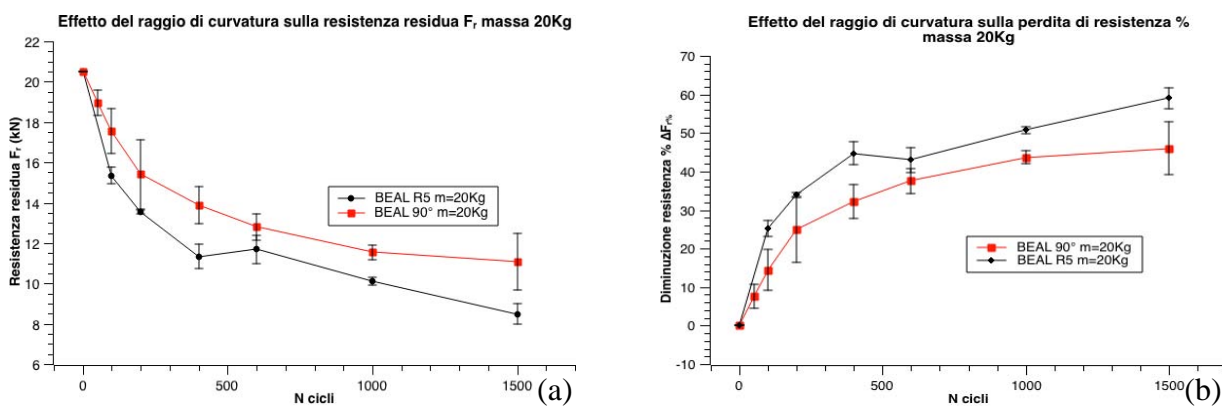 Effetto del raggio di curvatura sulla resistenza residua Fᵣ massa 20Kg
22
20
18
16
14
12
10
8
6
Resistenza residua Fᵣ (kN)
BEAL R5 m=20Kg
BEAL 90° m=20Kg
0
500
1000
1500
N cicli
(a)
Effetto del raggio di curvatura sulla perdita di resistenza %
massa 20Kg
70
60
50
40
30
20
10
0
-10
Diminuzione resistenza % ΔFᵣ%
BEAL 90° m=20Kg
BEAL R5 m=20Kg
0
500
1000
1500
N cicli
(b)